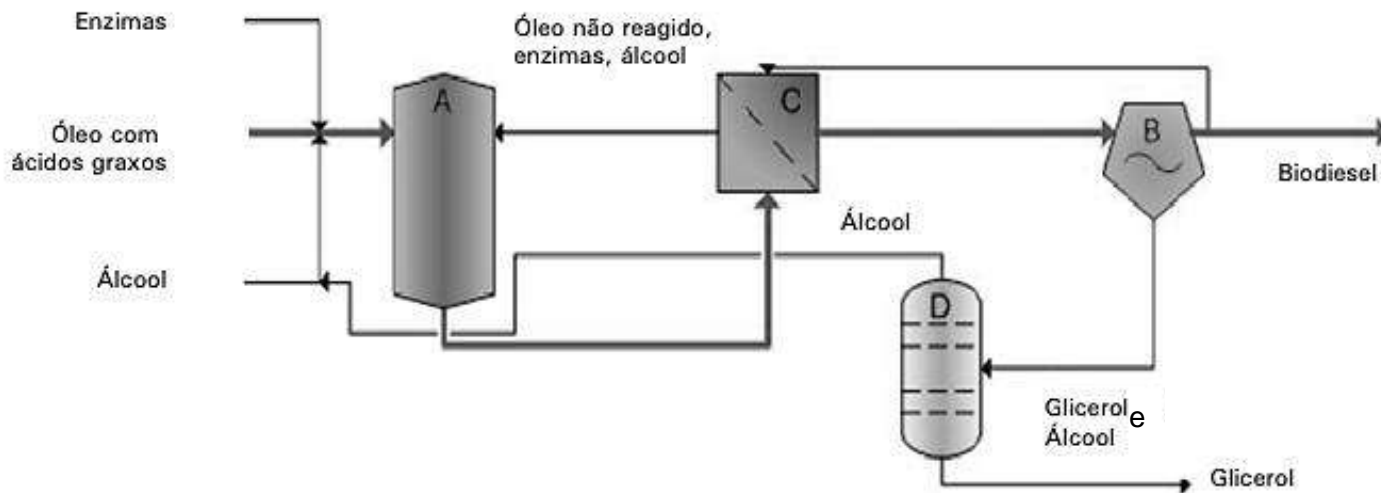 Enzimas
Óleo não reagido,
enzimas, álcool
A
C
B
Óleo com
ácidos graxos
Biodiesel
Álcool
Álcool
D
Glicerol e
Álcool
Glicerol